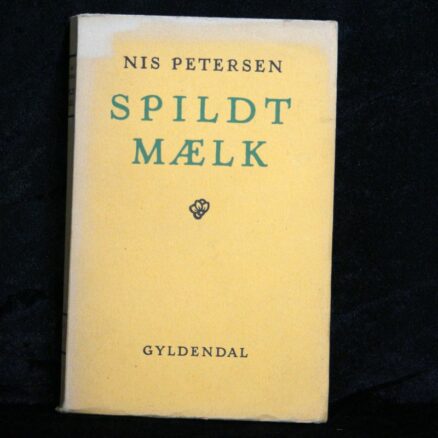 NIS PETERSEN
SPILDT
MÆLK
GYLDENDAL